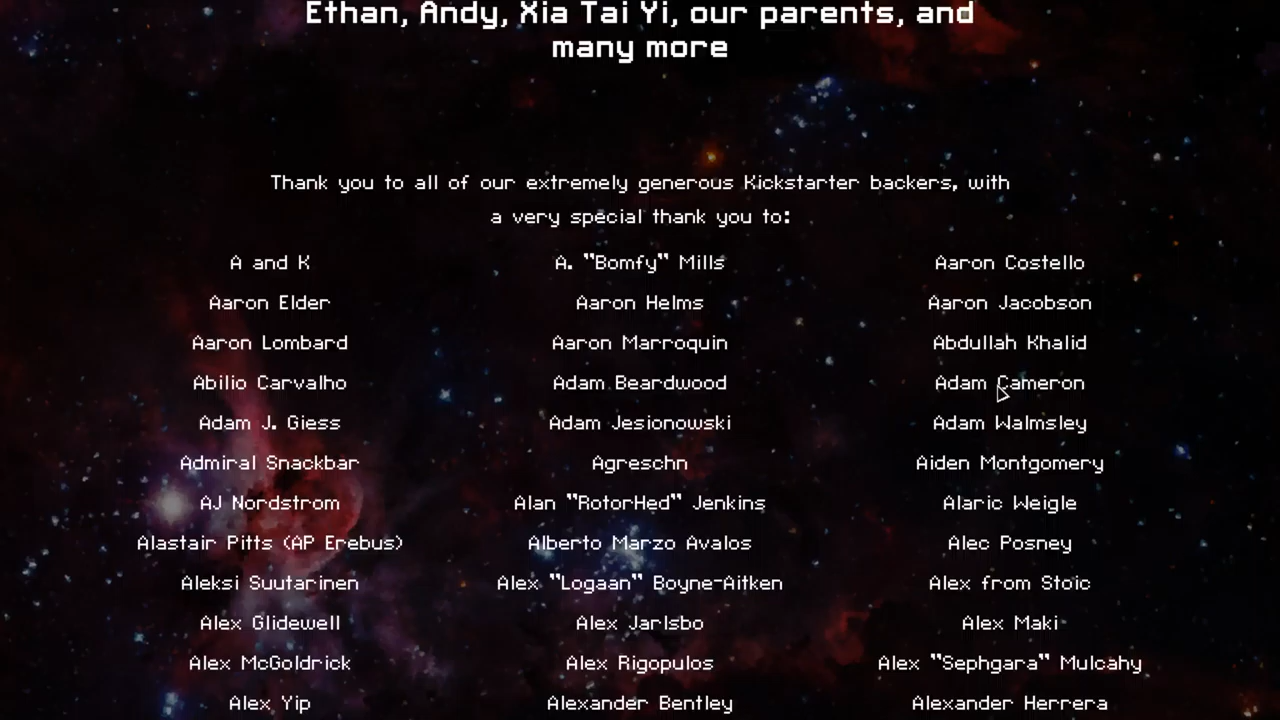 Ethan, Andy, Xia Tai Yi, our parents, and
many more
Thank you to all of our extremely generous Kickstarter backers, with
a very special thank you to:
A and K A. "Bomfy" Mills Aaron Costello
Aaron Elder Aaron Helms Aaron Jacobson
Aaron Lombard Aaron Marroquin Abdullah Khalid
Abilio Carvalho Adam Beardwood Adam Cameron
Adam J. Giess Adam Jesionowski Adam Walmsley
Admiral Snackbar Agreschn Aiden Montgomery
AJ Nordstrom Alan "RotorHed" Jenkins Alaric Weigle
Alastair Pitts (AP Erebus) Alberto Marzo Avalos Alec Posney
Aleksi Suutarinen Alex "Logaan" Boyne-Aitken Alex from Stoic
Alex Glidewell Alex Jarlsbo Alex Maki
Alex McGoldrick Alex Rigopulos Alex "Sephgara" Mulcahy
Alex Yip Alexander Bentley Alexander Herrera